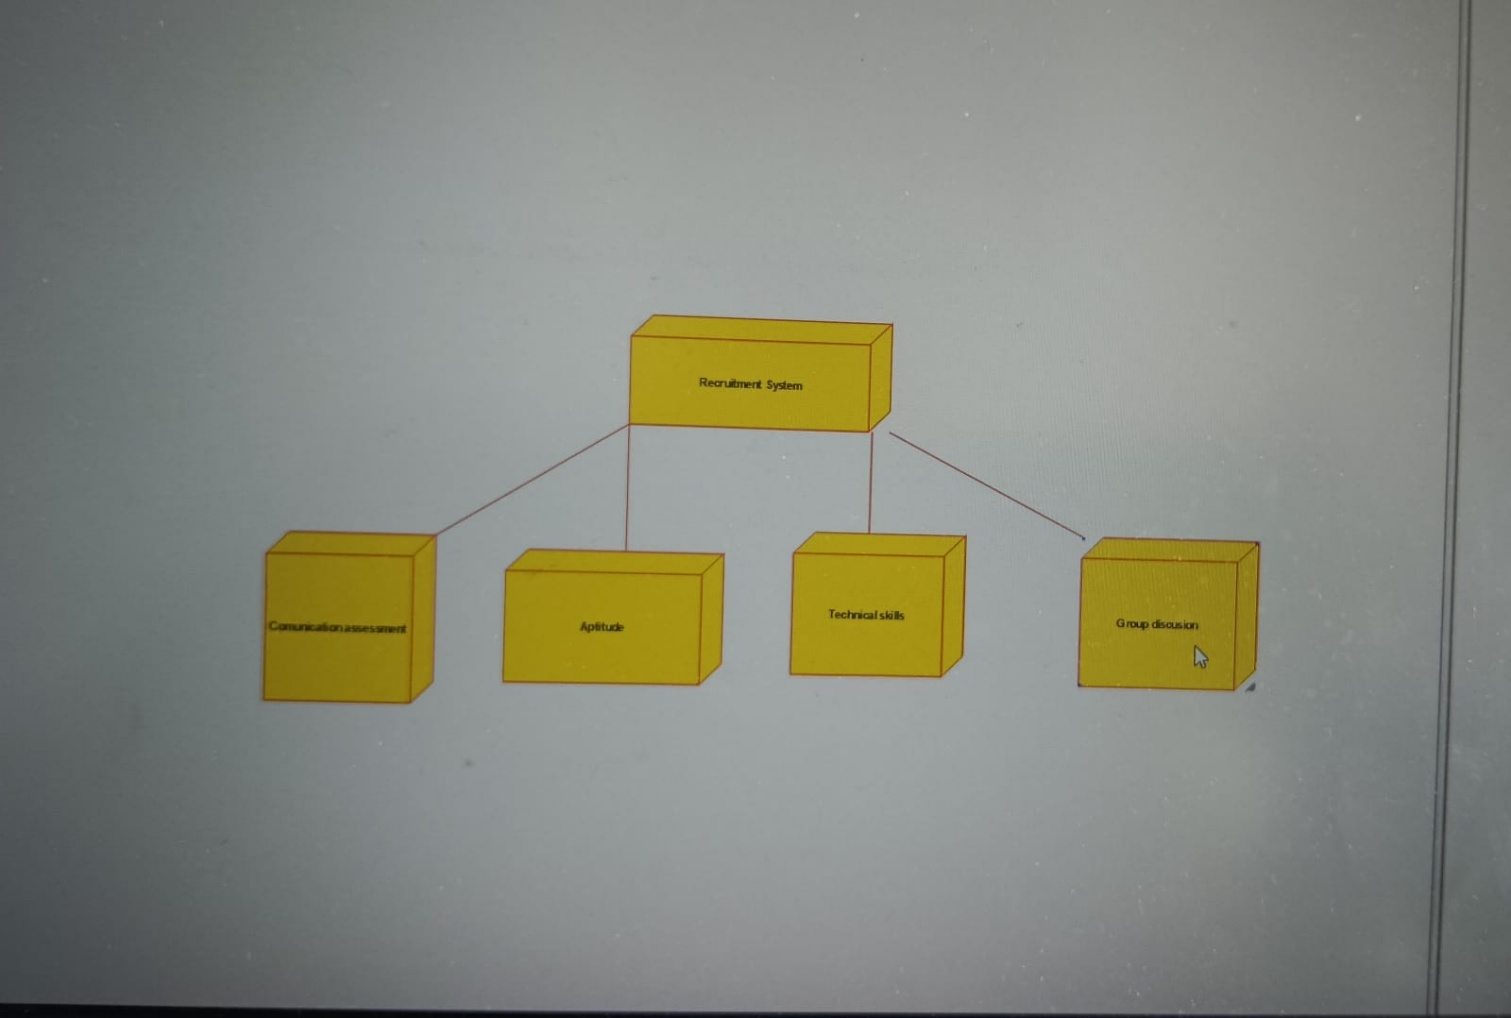 Recruitment System
Comunication assessment
Aptitude
Technical skills
Group discusion